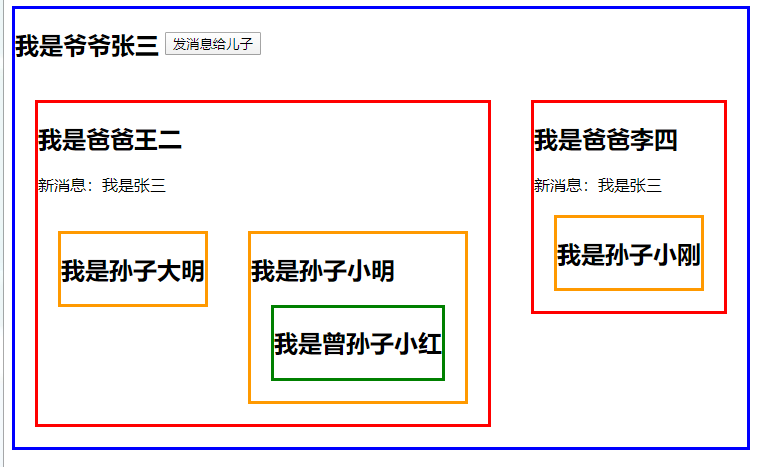 我是爷爷张三 发消息给儿子
我是爸爸王二
新消息：我是张三
我是孙子大明
我是孙子小明
我是曾孙子小红
我是爸爸李四
新消息：我是张三
我是孙子小刚